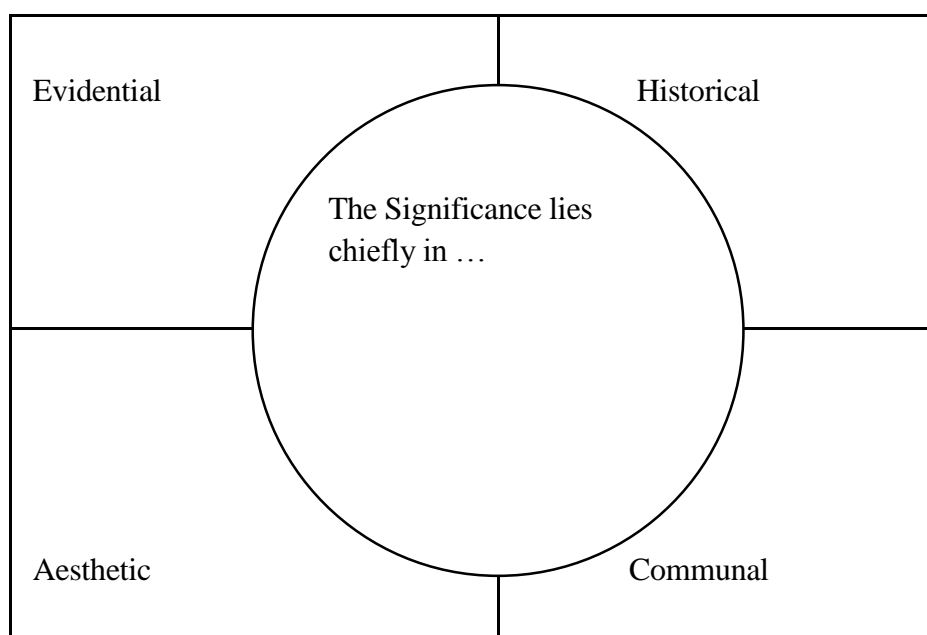 Evidential
Historical
The Significance lies
chiefly in …
Aesthetic
Communal